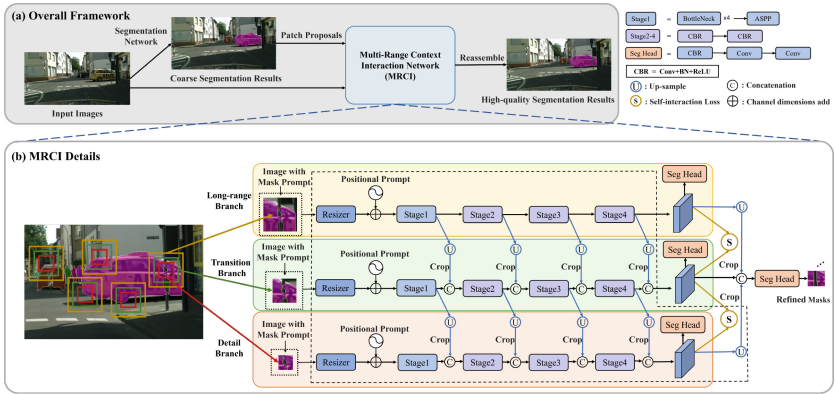 (a) Overall Framework
Segmentation
Network
Patch Proposals
Coarse Segmentation Results
Input Images
Multi-Range Context
Interaction Network
(MRCI)
Reassemble
High-quality Segmentation Results
Stage1 = BottleNeck ×4 ASPP
Stage2-4 = CBR CBR
Seg Head = CBR Conv Conv
CBR = Conv+BN+ReLU
U : Up-sample
C : Concatenation
S : Self-interaction Loss
: Channel dimensions add
(b) MRCI Details
Long-range
Branch
Image with
Mask Prompt
Positional Prompt
Resizer
Stage1
Stage2
Stage3
Stage4
Seg Head
U
U
U
U
U
Crop
Crop
Crop
Crop
S
Transition
Branch
Image with
Mask Prompt
Positional Prompt
Resizer
Stage1
C
Stage2
C
Stage3
C
Stage4
C
Seg Head
C
Seg Head
Refined Masks
Crop
U
U
U
U
Crop
Crop
Crop
Crop
S
Detail
Branch
Image with
Mask Prompt
Positional Prompt
Resizer
Stage1
C
Stage2
C
Stage3
C
Stage4
C
Seg Head
U